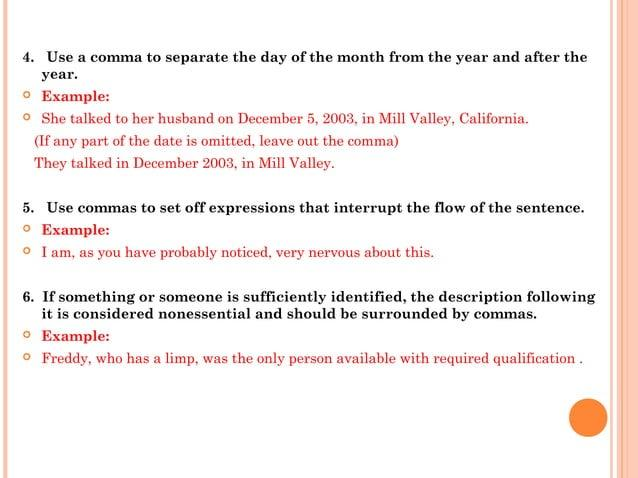 4. Use a comma to separate the day of the month from the year and after the
year.
Example:
She talked to her husband on December 5, 2003, in Mill Valley, California.
(If any part of the date is omitted, leave out the comma)
They talked in December 2003, in Mill Valley.
5. Use commas to set off expressions that interrupt the flow of the sentence.
Example:
I am, as you have probably noticed, very nervous about this.
6. If something or someone is sufficiently identified, the description following
it is considered nonessential and should be surrounded by commas.
Example:
Freddy, who has a limp, was the only person available with required qualification .